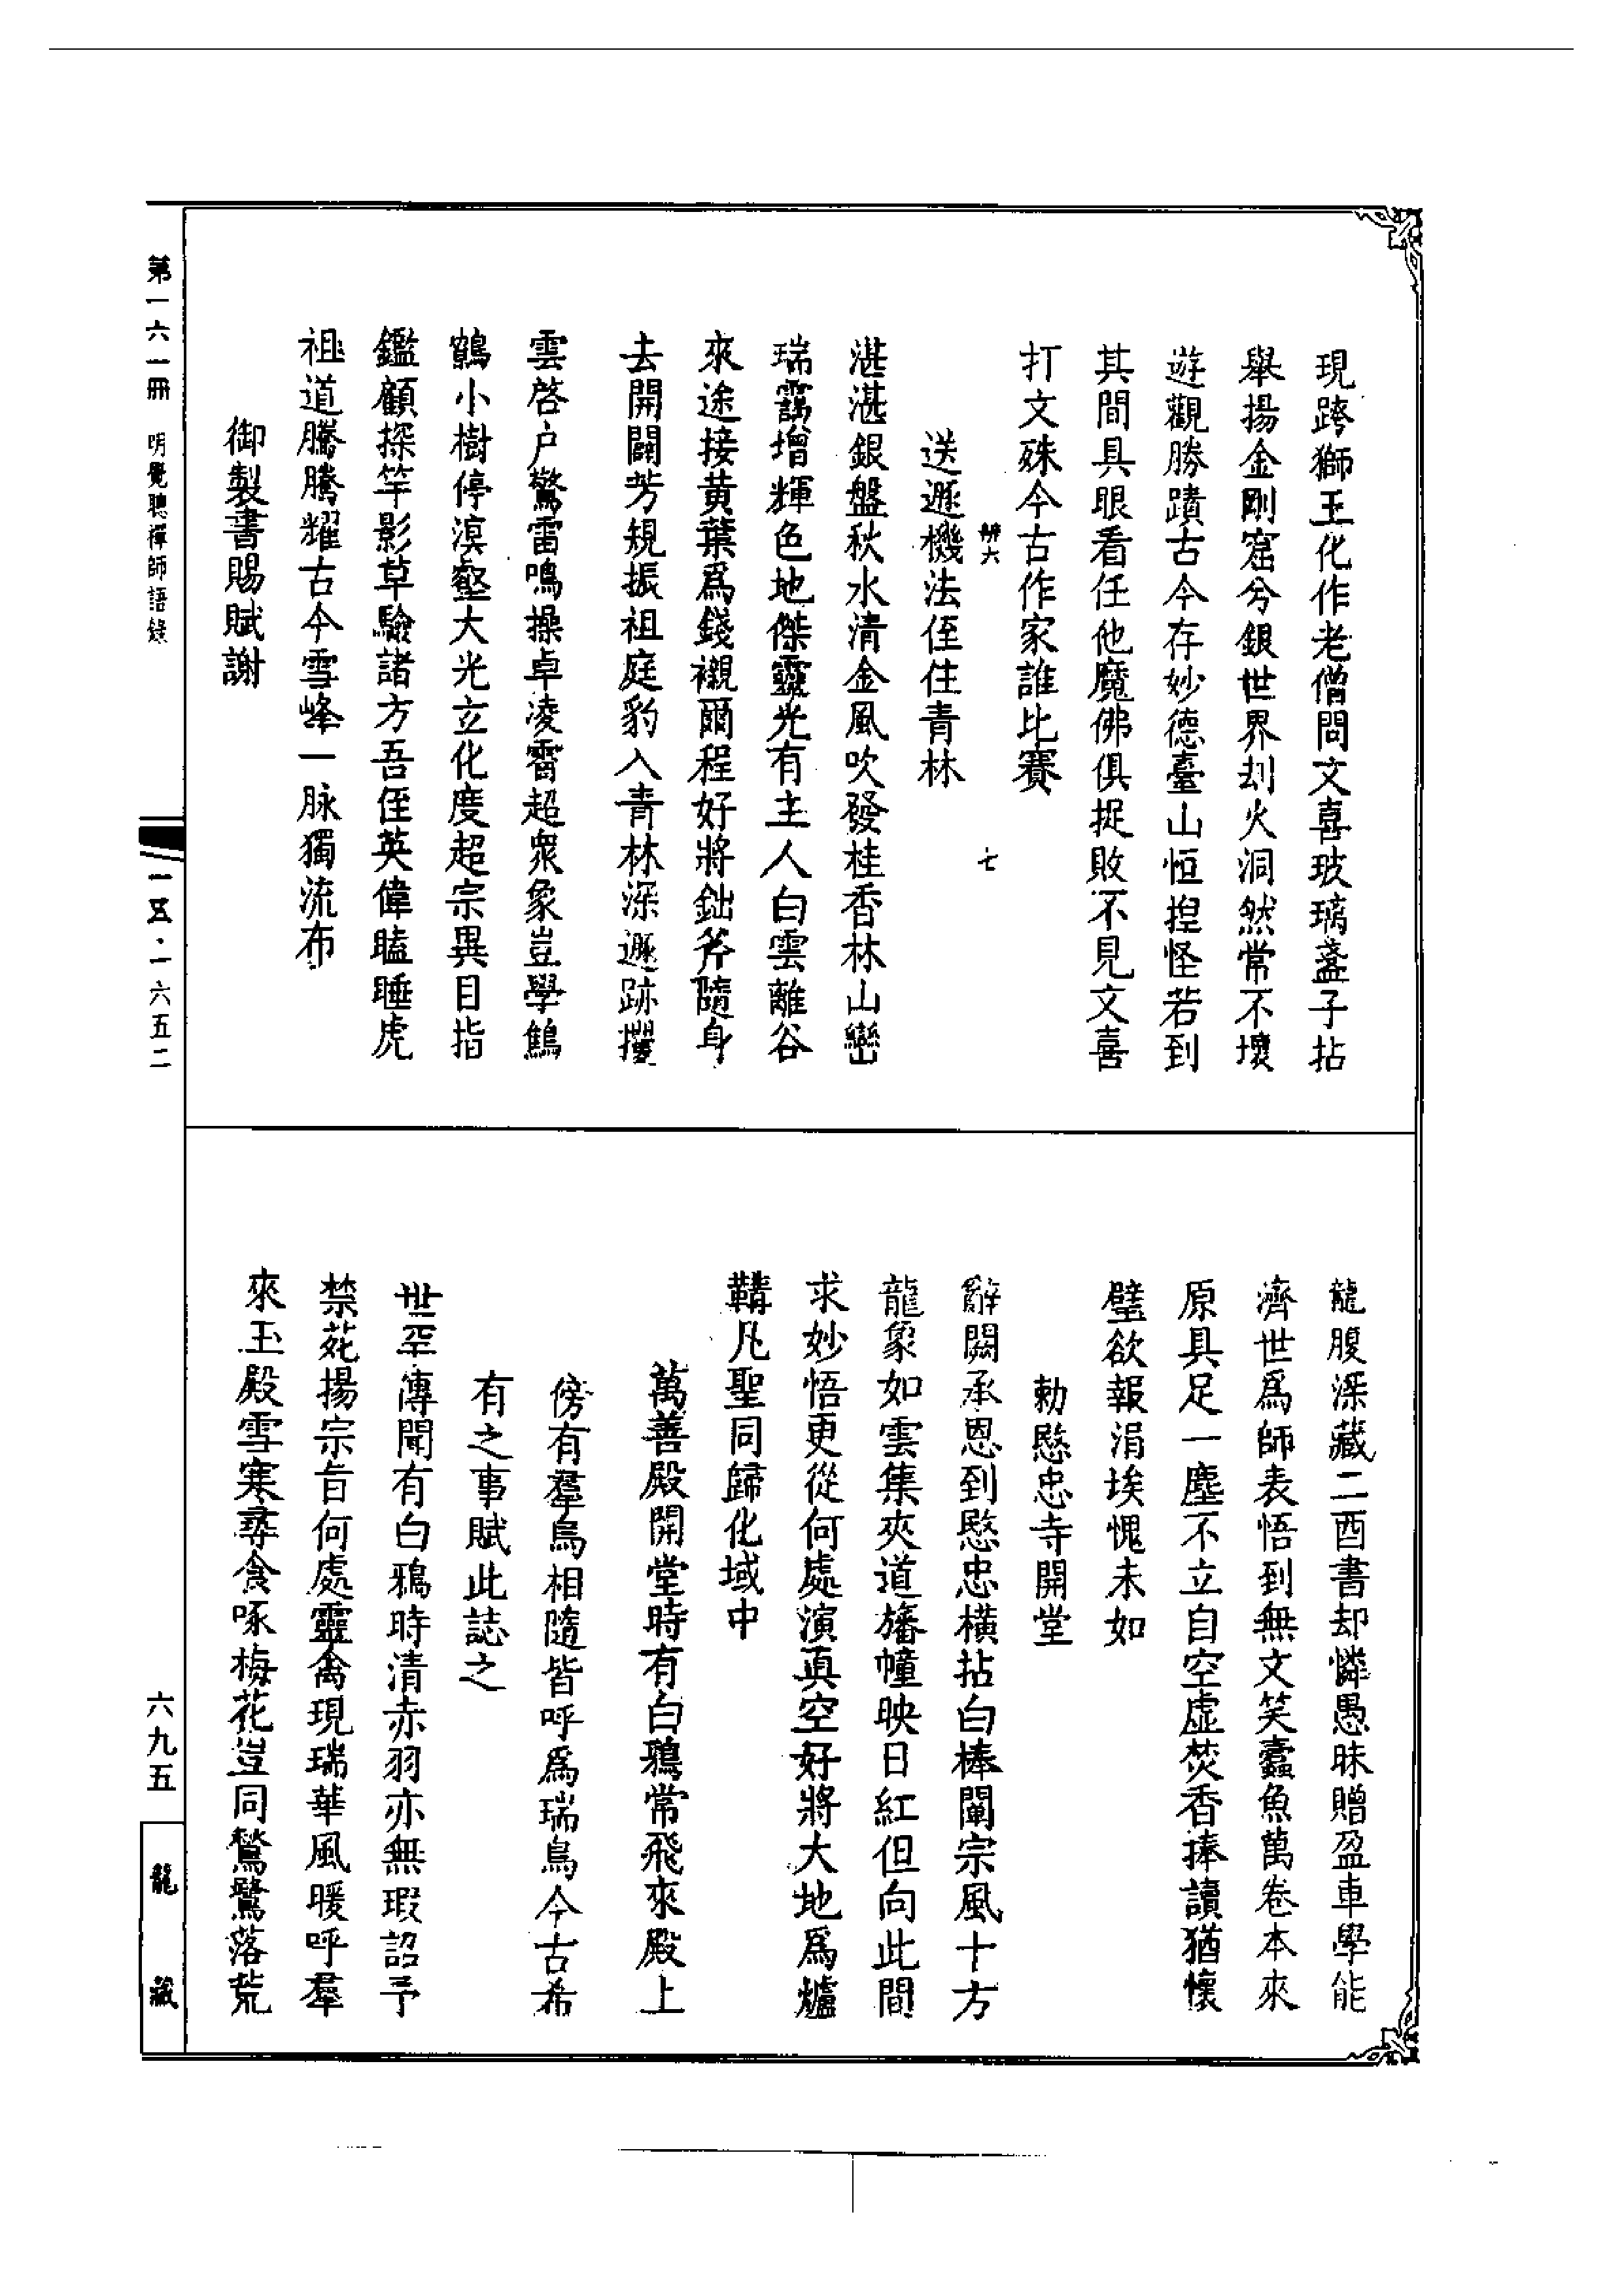 現跨獅王化作老僧問文喜玻璃盞子拈
舉揚金剛窟兮銀世界刦火洞然常不壞
遊觀勝蹟古今存妙德臺山恒捏怪若到
其間具眼看任他魔佛俱捉敗不見文喜
打文殊今古作家誰比賽
辨六 七
送遯機法侄住青林
湛湛銀盤秋水清金風吹發桂香林山巒
瑞靄增輝色地傑靈光有主人白雲離谷
來途接黄葉爲錢襯爾程好將鈯斧隨身
去開闢芳規振祖庭豹入青林深遯跡攖
雲啓户驚雷鳴操卓凌霄超衆象豈學鷦
鶴小樹停溟壑大光立化度超宗異目指
鑑顧探竿影草驗諸方吾侄英偉瞌睡虎
祖道騰騰耀古今雪峰一脉獨流布
御製書賜賦謝
龍腹深藏二酉書却憐愚昧贈盈車學能
濟世爲師表悟到無文笑蠹魚萬卷本來
原具足一塵不立自空虛焚香捧讀猶懷
璧欲報涓埃愧未如
勅愍忠寺開堂
辭闕承恩到愍忠橫拈白棒闡宗風十方
龍象如雲集夾道旛幢映日紅但向此間
求妙悟更從何處演真空好將大地爲爐
鞴凡聖同歸化域中
萬善殿開堂時有白鴉常飛來殿上
傍有羣鳥相隨皆呼爲瑞鳥今古希
有之事賦此誌之
丗罕傳聞有白鴉時清赤羽亦無瑕詔予
禁苑揚宗旨何處靈禽現瑞華風暖呼羣
來玉殿雪寒尋食啄梅花豈同鶩鷺落荒
第一六一冊 明覺聰禪師語錄
一五·一六五二
六九五
龍藏